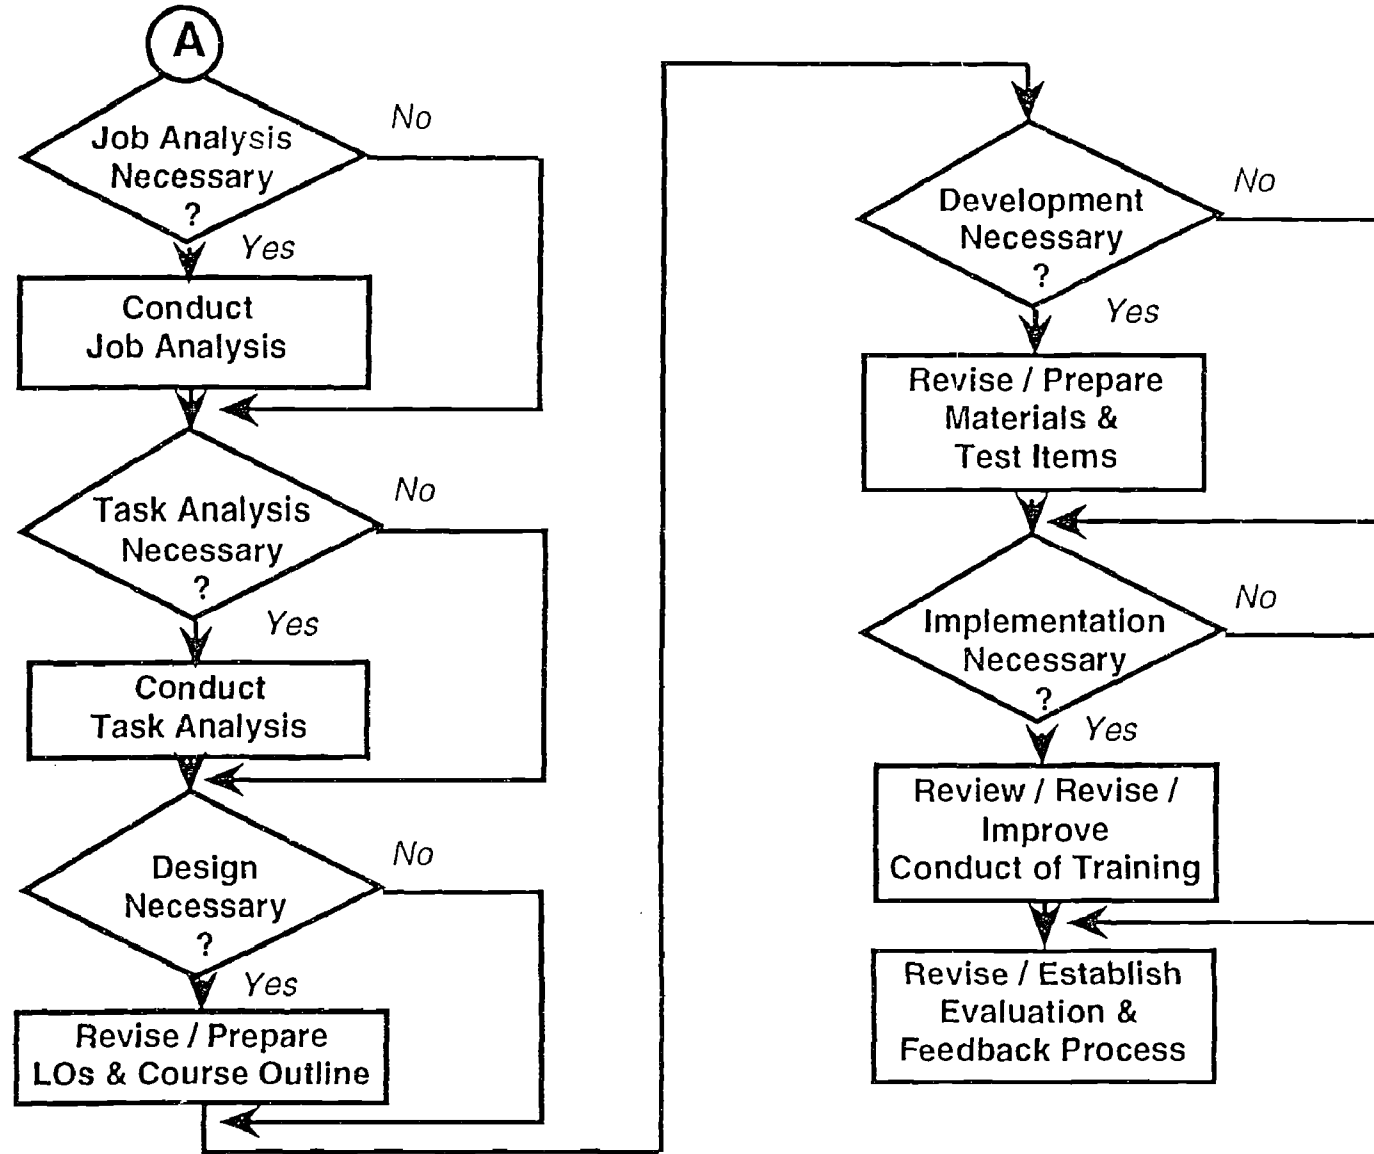 A
Job Analysis
Necessary
?
No
Yes
Conduct
Job Analysis
Task Analysis
Necessary
?
No
Yes
Conduct
Task Analysis
Design
Necessary
?
No
Yes
Revise / Prepare
LOs & Course Outline
Development
Necessary
?
No
Yes
Revise / Prepare
Materials &
Test Items
Implementation
Necessary
?
No
Yes
Review / Revise /
Improve
Conduct of Training
Revise / Establish
Evaluation &
Feedback Process